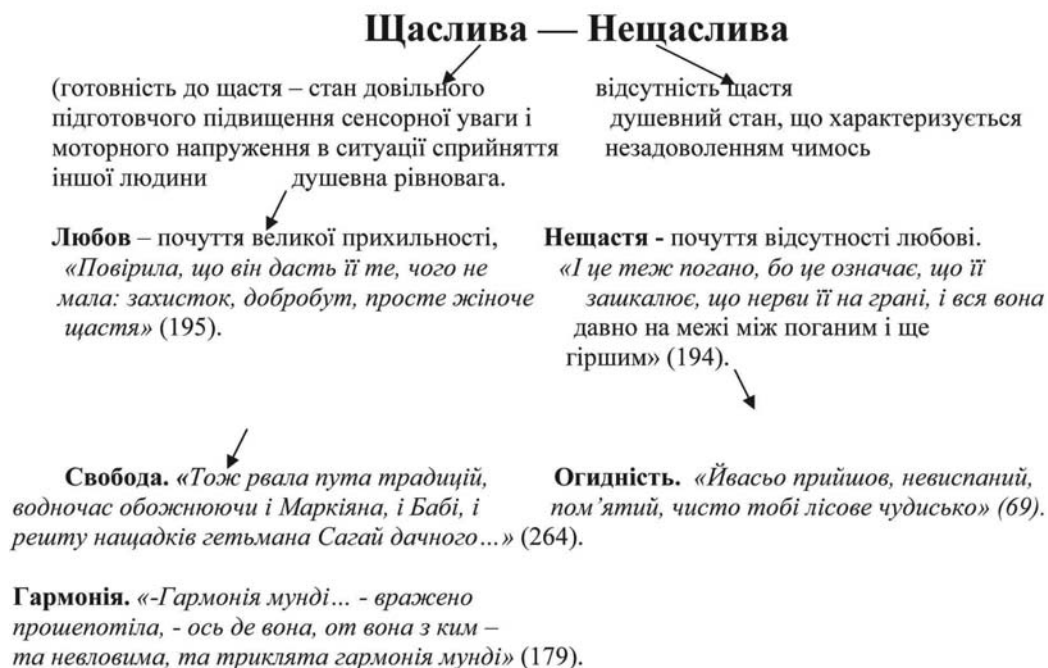 Щаслива — Нещаслива
(готовність до щастя – стан довільного
підготовчого підвищення сенсорної уваги і
моторного напруження в ситуації сприйняття
іншої людини душевна рівновага.
відсутність щастя
душевний стан, що характеризується
незадоволенням чимось
Любов – почуття великої прихильності,
«Повірила, що він дасть її те, чого не
мала: захисток, добробут, просте жіноче
щастя» (195).
Нещастя - почуття відсутності любові.
«І це теж погано, бо це означає, що її
зашкалює, що нерви її на грані, і вся вона
давно на межі між поганим і ще
гіршим» (194).
Свобода. «Тож рвала пута традицій,
водночас обожнюючи і Маркіяна, і Бабі, і
решту нащадків гетьмана Сагай дачного…» (264).
Огидність. «Йвасьо прийшов, невиспаний,
пом’ятий, чисто тобі лісове чудисько» (69).
Гармонія. «-Гармонія мунді… - вражено
прошепотіла, - ось де вона, от вона з ким –
та невловима, та триклята гармонія мунді» (179).